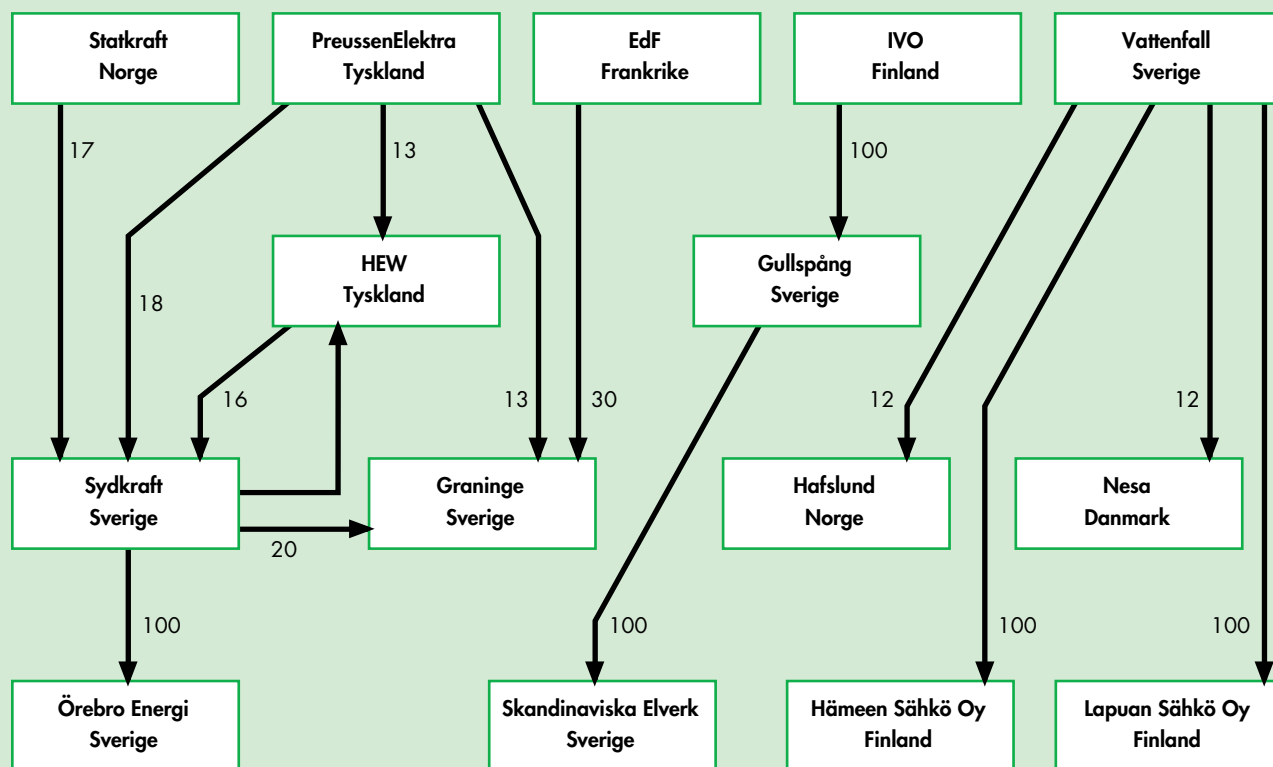 Statkraft
Norge
PreussenElektra
Tyskland
EdF
Frankrike
IVO
Finland
Vattenfall
Sverige
17
13
100
HEW
Tyskland
Gullspång
Sverige
18
16
13
30
12
12
Sydkraft
Sverige
Graninge
Sverige
Hafslund
Norge
Nesa
Danmark
20
100
100
100
100
Örebro Energi
Sverige
Skandinaviska Elverk
Sverige
Hämeen Sähkö Oy
Finland
Lapuan Sähkö Oy
Finland